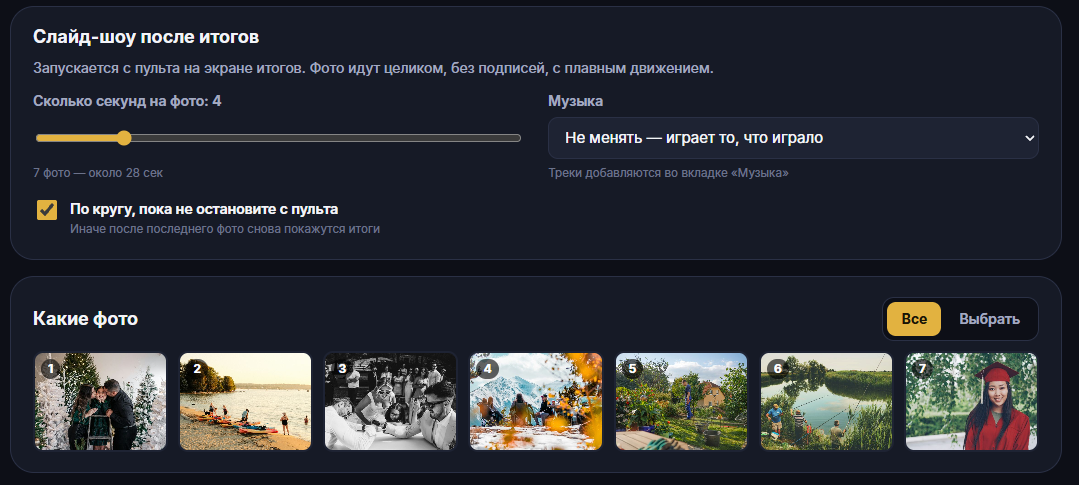 Слайд-шоу после итогов
Запускается с пульта на экране итогов. Фото идут целиком, без подписей, с плавным движением.
Сколько секунд на фото: 4
Музыка
Не менять — играет то, что играло
7 фото — около 28 сек
Треки добавляются во вкладке «Музыка»
По кругу, пока не остановите с пульта
Иначе после последнего фото снова покажутся итоги
Какие фото
Все
Выбрать
1
2
3
4
5
6
7